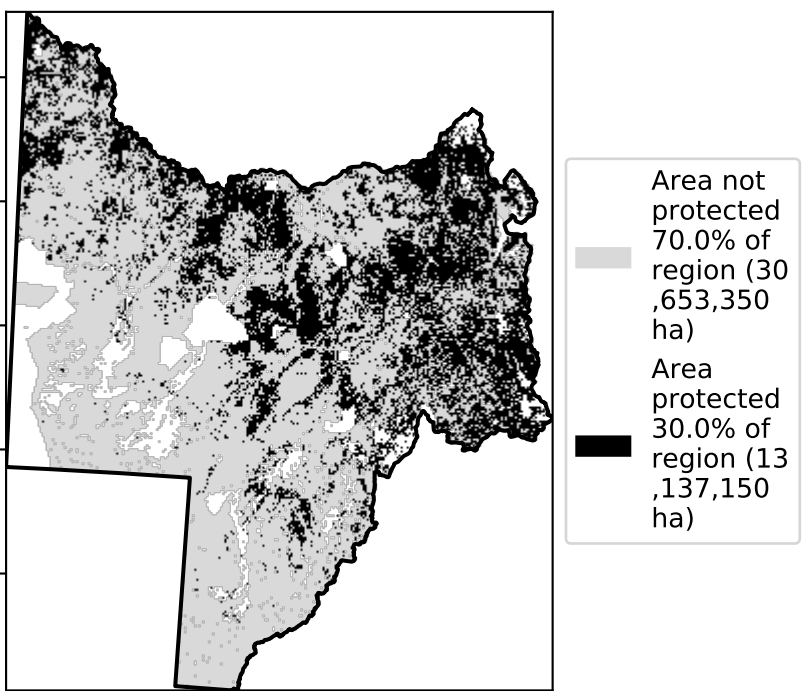 Area not
protected
70.0% of
region (30
,653,350
ha)
Area
protected
30.0% of
region (13
,137,150
ha)